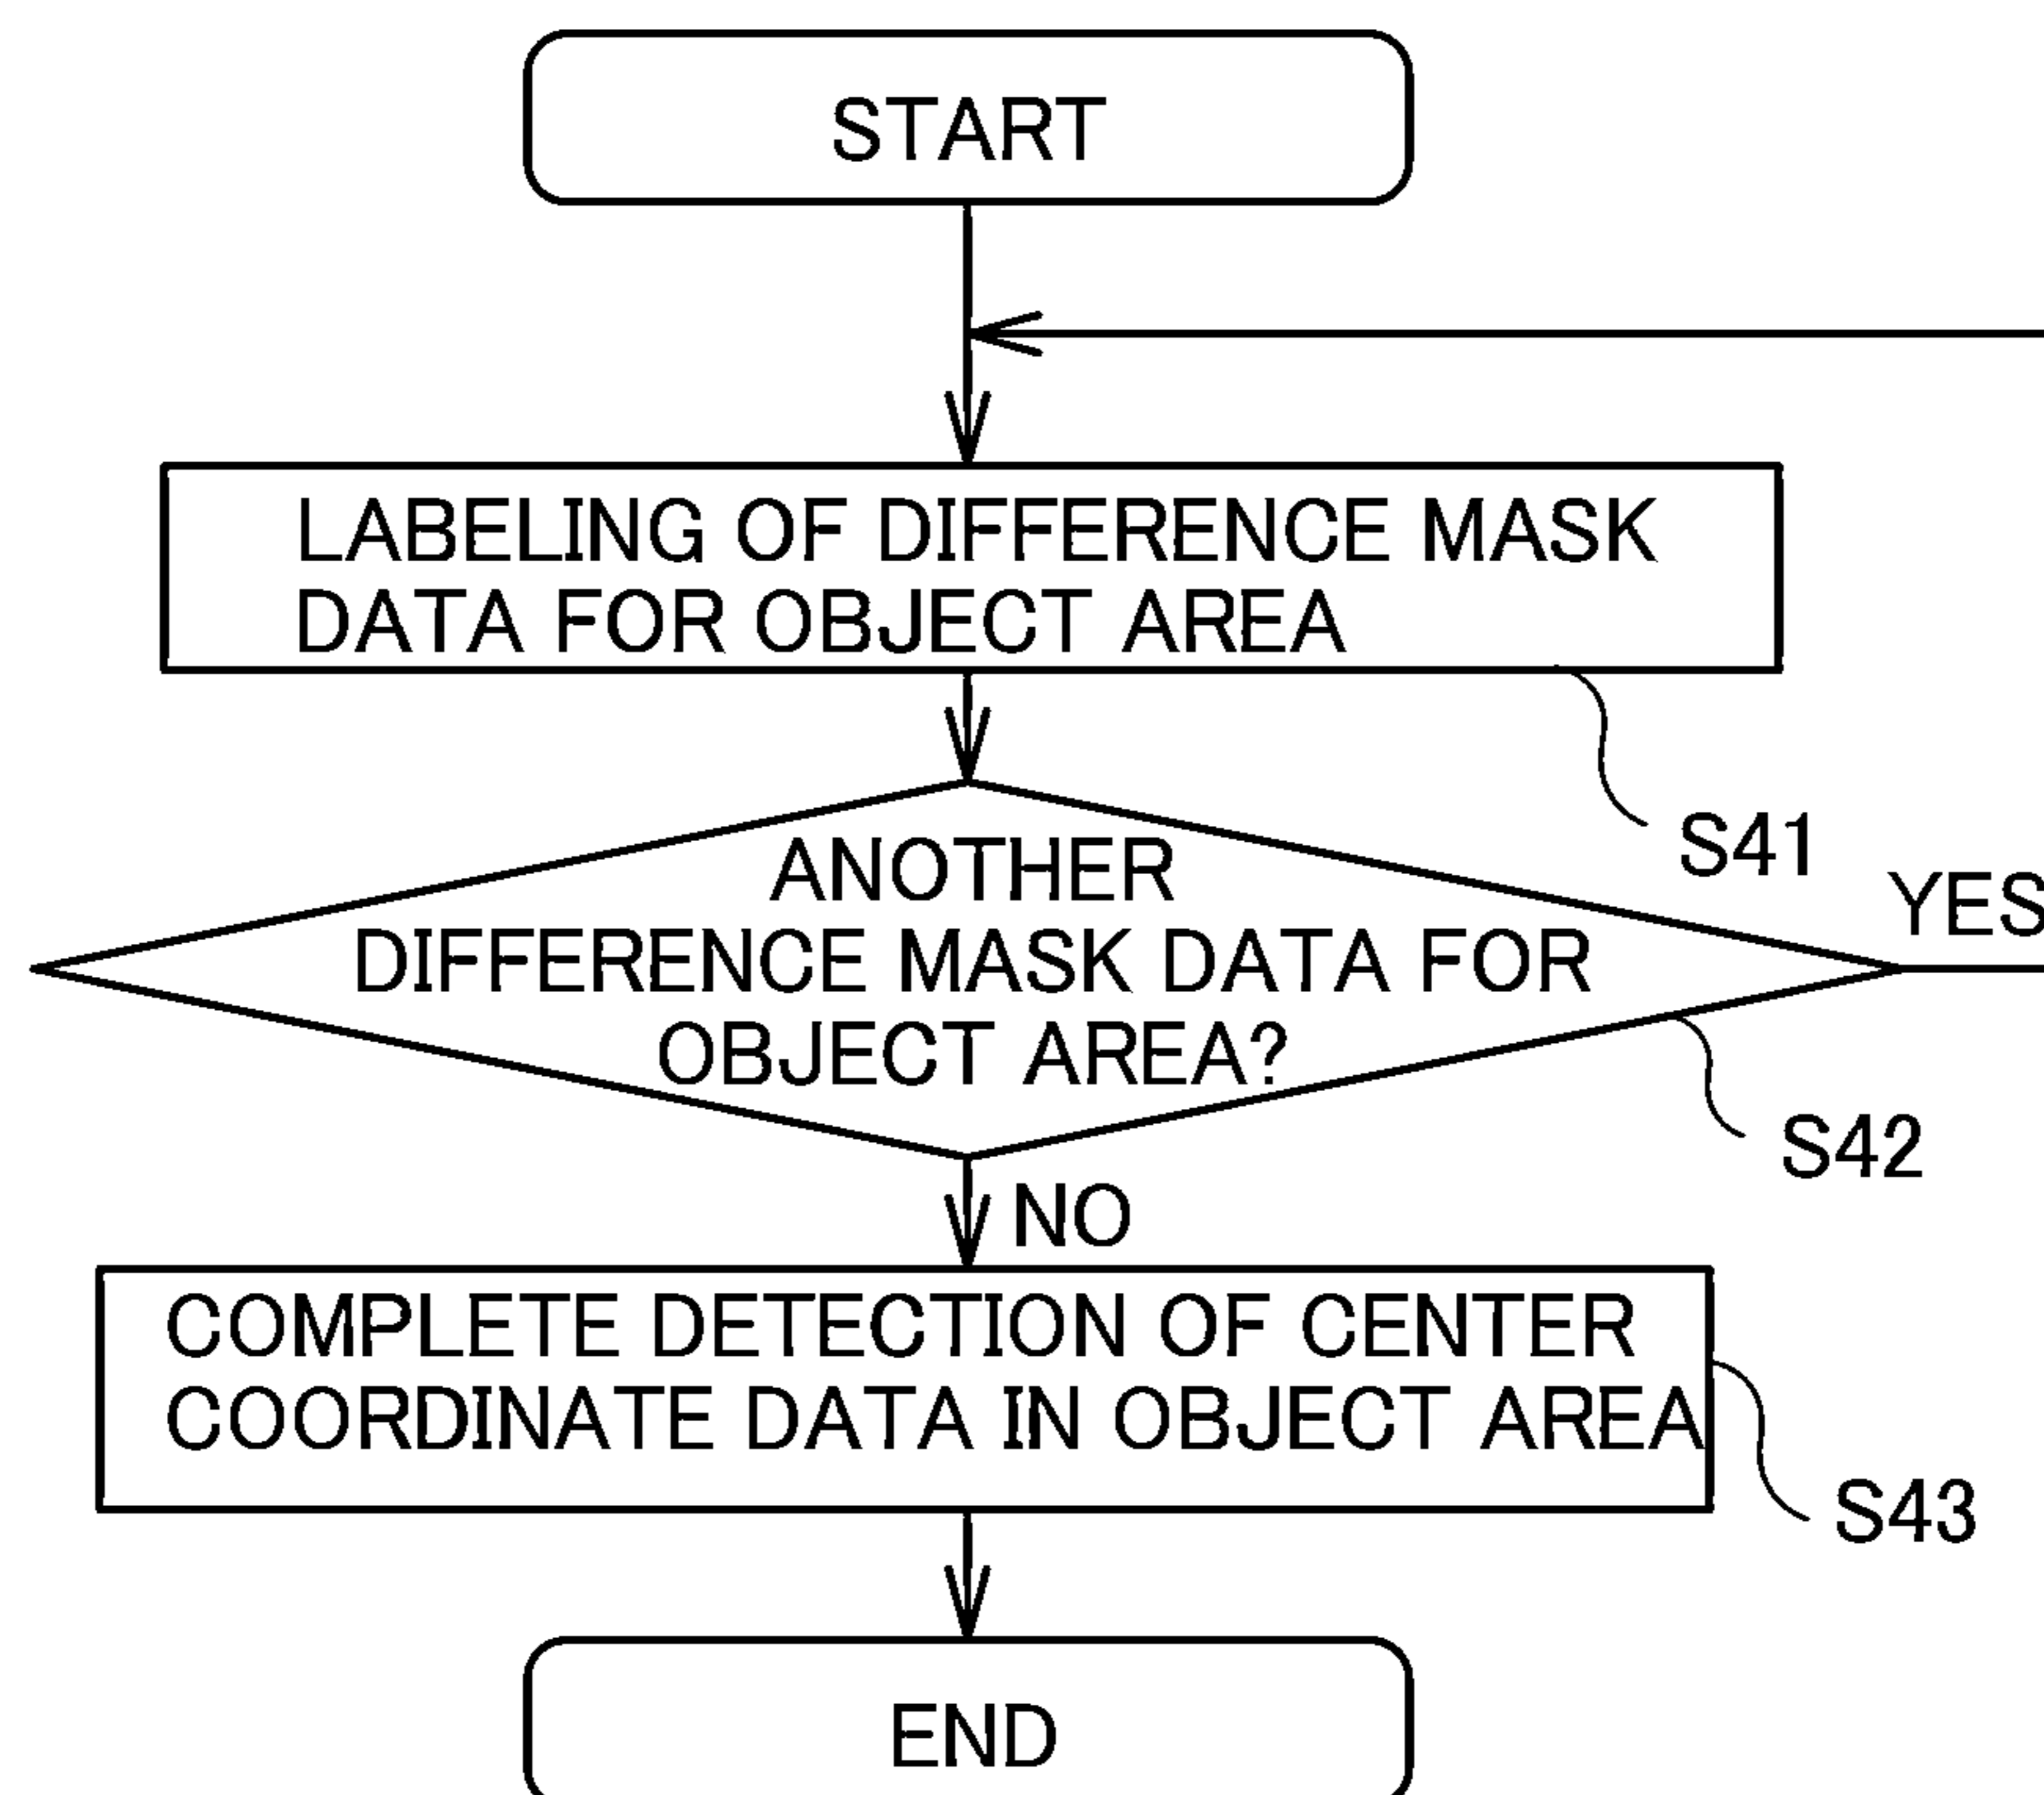 START
LABELING OF DIFFERENCE MASK
DATA FOR OBJECT AREA
S41
ANOTHER
DIFFERENCE MASK DATA FOR
OBJECT AREA?
YES
S42
NO
COMPLETE DETECTION OF CENTER
COORDINATE DATA IN OBJECT AREA
S43
END